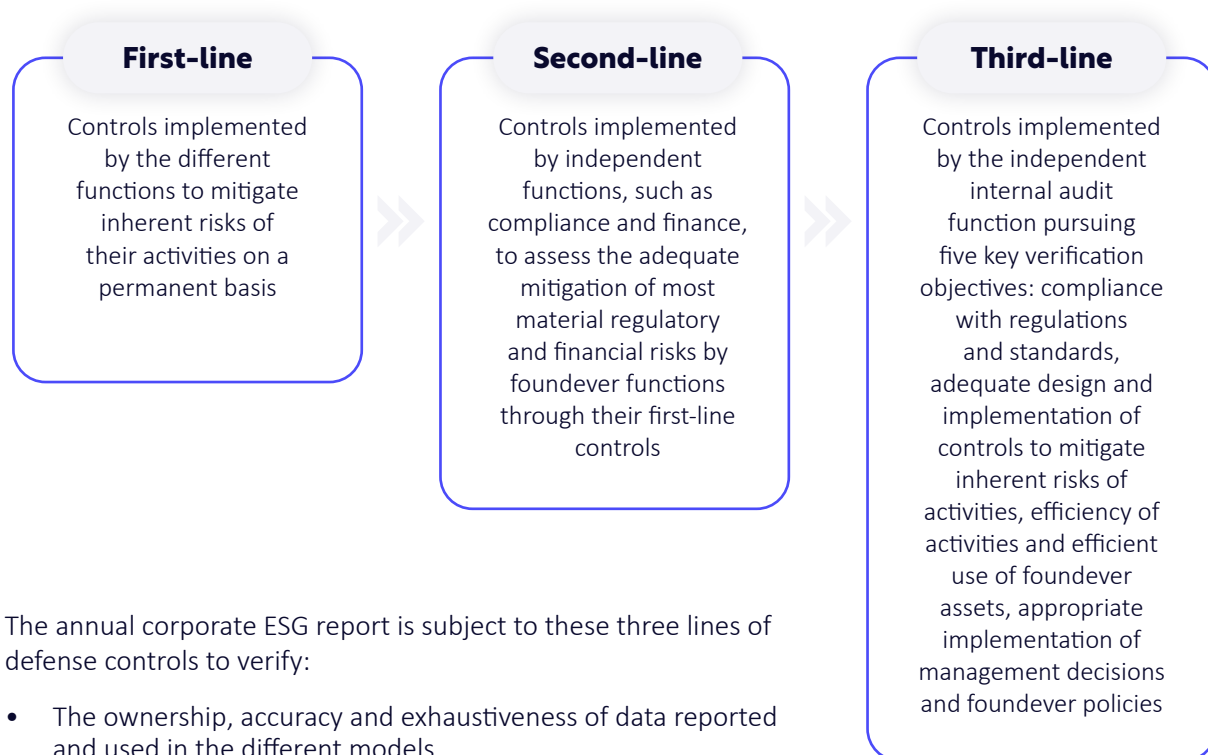 First-line
Controls implemented
by the different
functions to mitigate
inherent risks of
their activities on a
permanent basis
Second-line
Controls implemented
by independent
functions, such as
compliance and finance,
to assess the adequate
mitigation of most
material regulatory
and financial risks by
foundever functions
through their first-line
controls
Third-line
Controls implemented
by the independent
internal audit
function pursuing
five key verification
objectives: compliance
with regulations
and standards,
adequate design and
implementation of
controls to mitigate
inherent risks of
activities, efficiency of
activities and efficient
use of foundever
assets, appropriate
implementation of
management decisions
and foundever policies
The annual corporate ESG report is subject to these three lines of
defense controls to verify:
• The ownership, accuracy and exhaustiveness of data reported
and used in the different models